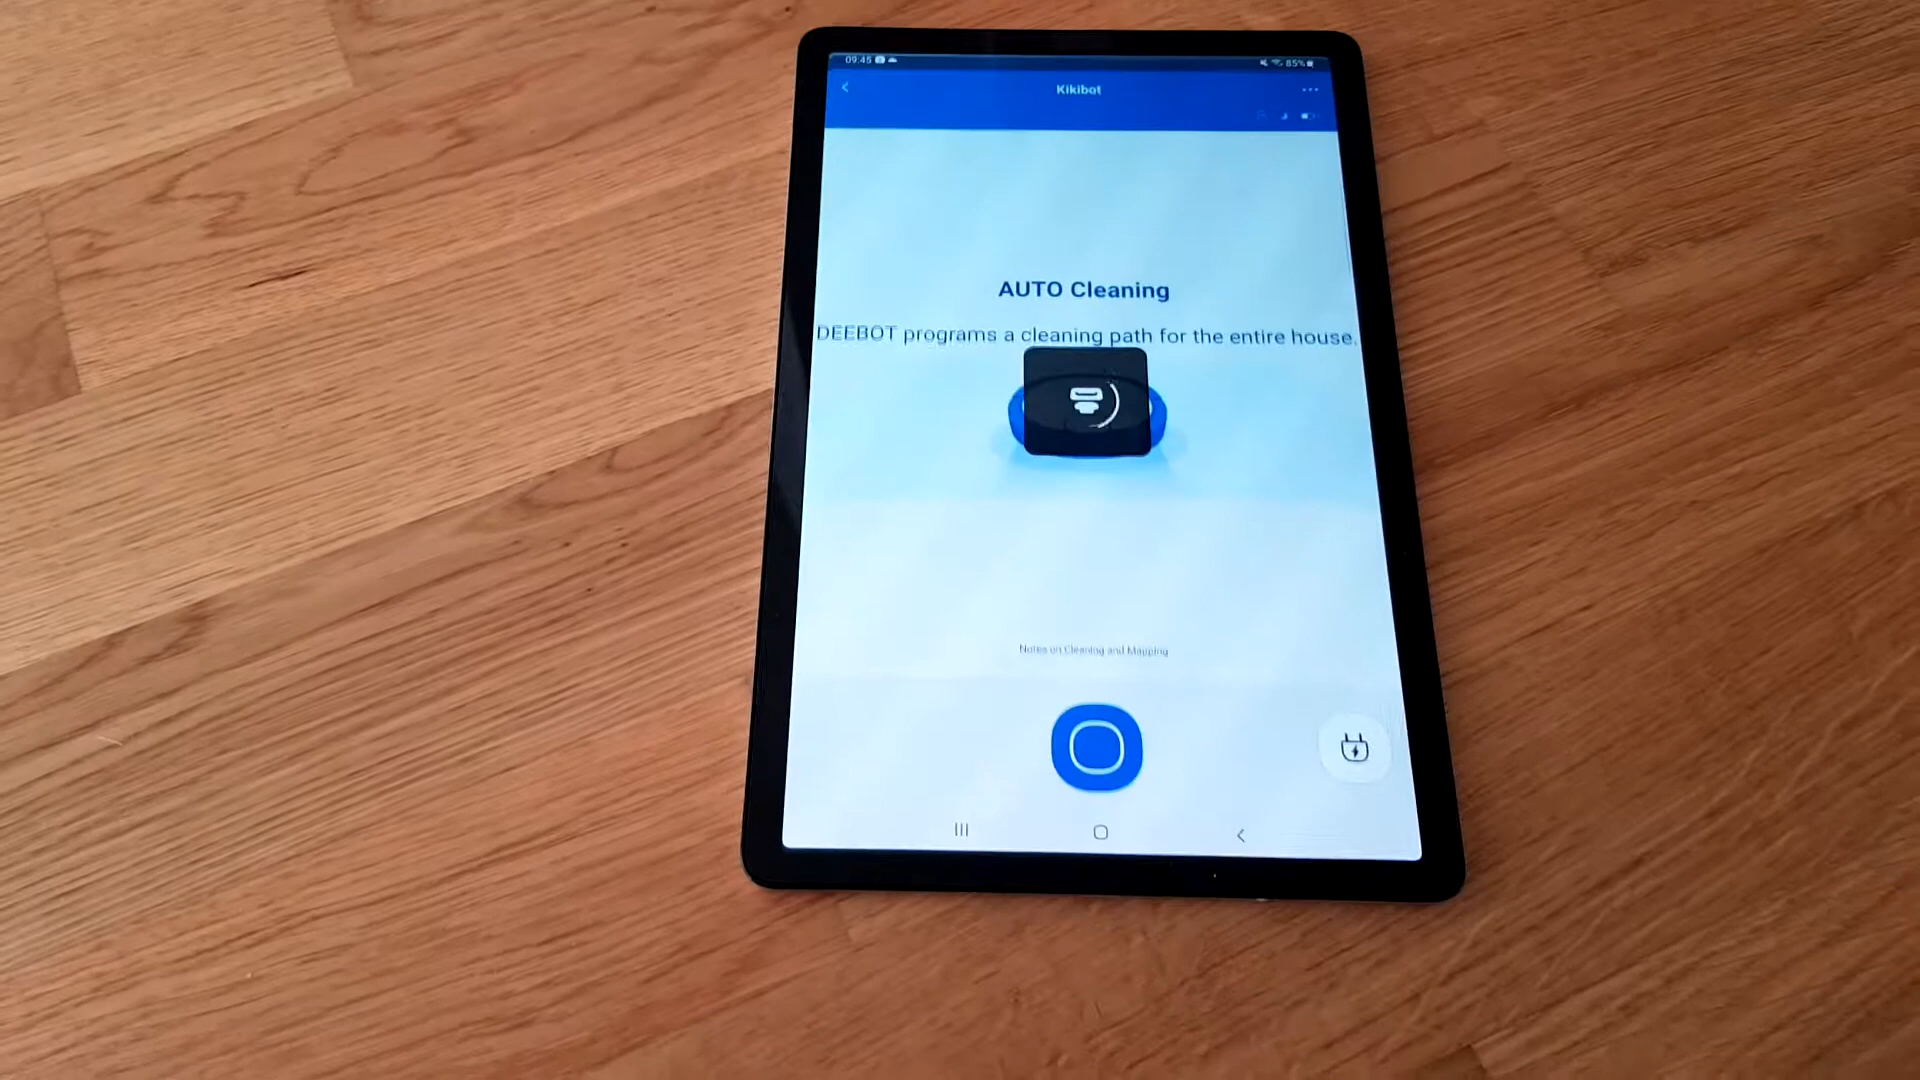 09:45
85%
Kikibot
AUTO Cleaning
DEEBOT programs a cleaning path for the entire house.
Notes on Cleaning and Mapping